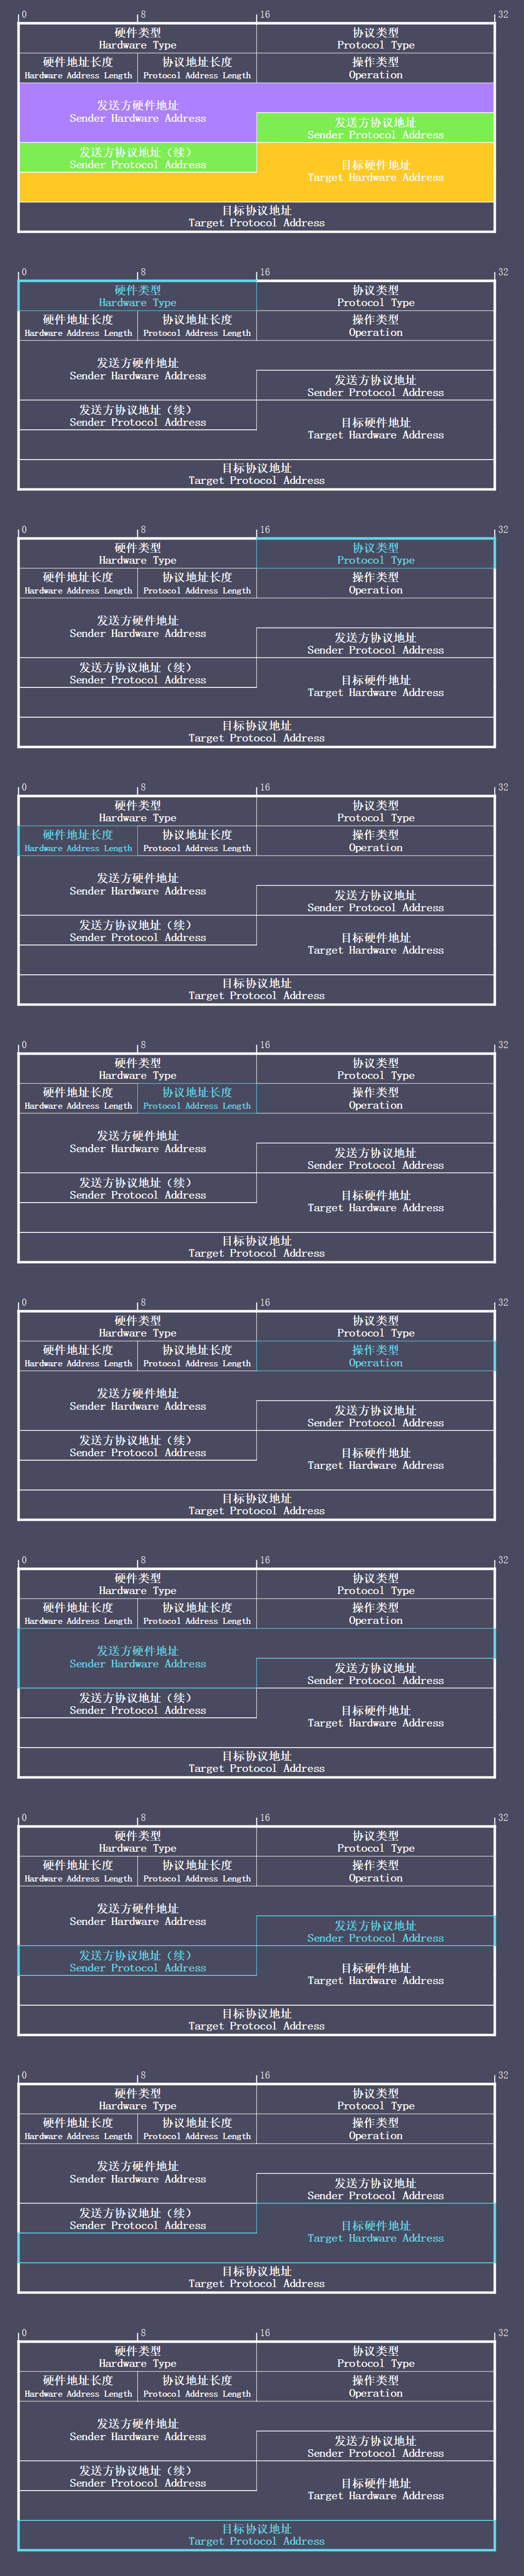 0 8 16 32
硬件类型 协议类型
Hardware Type Protocol Type
硬件地址长度 协议地址长度 操作类型
Hardware Address Length Protocol Address Length Operation
发送方硬件地址
Sender Hardware Address
发送方协议地址
Sender Protocol Address
发送方协议地址（续）
Sender Protocol Address
目标硬件地址
Target Hardware Address
目标协议地址
Target Protocol Address
0 8 16 32
硬件类型 协议类型
Hardware Type Protocol Type
硬件地址长度 协议地址长度 操作类型
Hardware Address Length Protocol Address Length Operation
发送方硬件地址
Sender Hardware Address
发送方协议地址
Sender Protocol Address
发送方协议地址（续）
Sender Protocol Address
目标硬件地址
Target Hardware Address
目标协议地址
Target Protocol Address
0 8 16 32
硬件类型 协议类型
Hardware Type Protocol Type
硬件地址长度 协议地址长度 操作类型
Hardware Address Length Protocol Address Length Operation
发送方硬件地址
Sender Hardware Address
发送方协议地址
Sender Protocol Address
发送方协议地址（续）
Sender Protocol Address
目标硬件地址
Target Hardware Address
目标协议地址
Target Protocol Address
0 8 16 32
硬件类型 协议类型
Hardware Type Protocol Type
硬件地址长度 协议地址长度 操作类型
Hardware Address Length Protocol Address Length Operation
发送方硬件地址
Sender Hardware Address
发送方协议地址
Sender Protocol Address
发送方协议地址（续）
Sender Protocol Address
目标硬件地址
Target Hardware Address
目标协议地址
Target Protocol Address
0 8 16 32
硬件类型 协议类型
Hardware Type Protocol Type
硬件地址长度 协议地址长度 操作类型
Hardware Address Length Protocol Address Length Operation
发送方硬件地址
Sender Hardware Address
发送方协议地址
Sender Protocol Address
发送方协议地址（续）
Sender Protocol Address
目标硬件地址
Target Hardware Address
目标协议地址
Target Protocol Address
0 8 16 32
硬件类型 协议类型
Hardware Type Protocol Type
硬件地址长度 协议地址长度 操作类型
Hardware Address Length Protocol Address Length Operation
发送方硬件地址
Sender Hardware Address
发送方协议地址
Sender Protocol Address
发送方协议地址（续）
Sender Protocol Address
目标硬件地址
Target Hardware Address
目标协议地址
Target Protocol Address
0 8 16 32
硬件类型 协议类型
Hardware Type Protocol Type
硬件地址长度 协议地址长度 操作类型
Hardware Address Length Protocol Address Length Operation
发送方硬件地址
Sender Hardware Address
发送方协议地址
Sender Protocol Address
发送方协议地址（续）
Sender Protocol Address
目标硬件地址
Target Hardware Address
目标协议地址
Target Protocol Address
0 8 16 32
硬件类型 协议类型
Hardware Type Protocol Type
硬件地址长度 协议地址长度 操作类型
Hardware Address Length Protocol Address Length Operation
发送方硬件地址
Sender Hardware Address
发送方协议地址
Sender Protocol Address
发送方协议地址（续）
Sender Protocol Address
目标硬件地址
Target Hardware Address
目标协议地址
Target Protocol Address
0 8 16 32
硬件类型 协议类型
Hardware Type Protocol Type
硬件地址长度 协议地址长度 操作类型
Hardware Address Length Protocol Address Length Operation
发送方硬件地址
Sender Hardware Address
发送方协议地址
Sender Protocol Address
发送方协议地址（续）
Sender Protocol Address
目标硬件地址
Target Hardware Address
目标协议地址
Target Protocol Address
0 8 16 32
硬件类型 协议类型
Hardware Type Protocol Type
硬件地址长度 协议地址长度 操作类型
Hardware Address Length Protocol Address Length Operation
发送方硬件地址
Sender Hardware Address
发送方协议地址
Sender Protocol Address
发送方协议地址（续）
Sender Protocol Address
目标硬件地址
Target Hardware Address
目标协议地址
Target Protocol Address